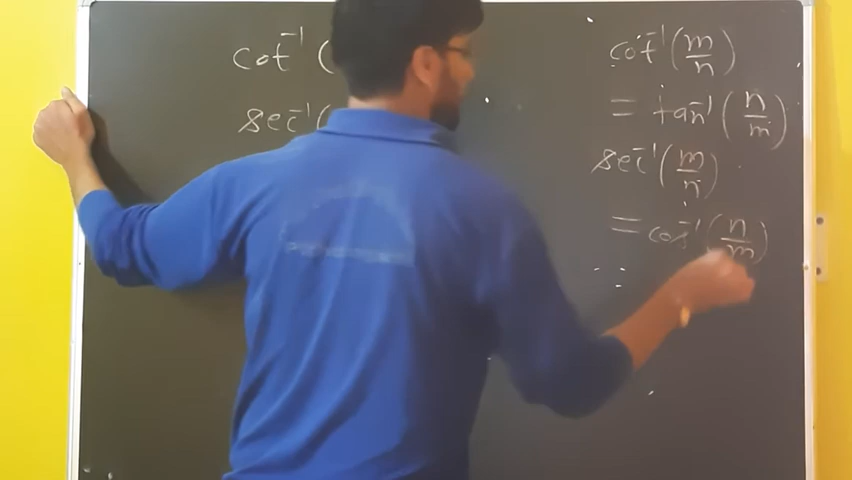 cot⁻¹(
sec⁻¹(
cot⁻¹(m/n)
= tan⁻¹(n/m)
sec⁻¹(m/n)
= cos⁻¹(n/m)